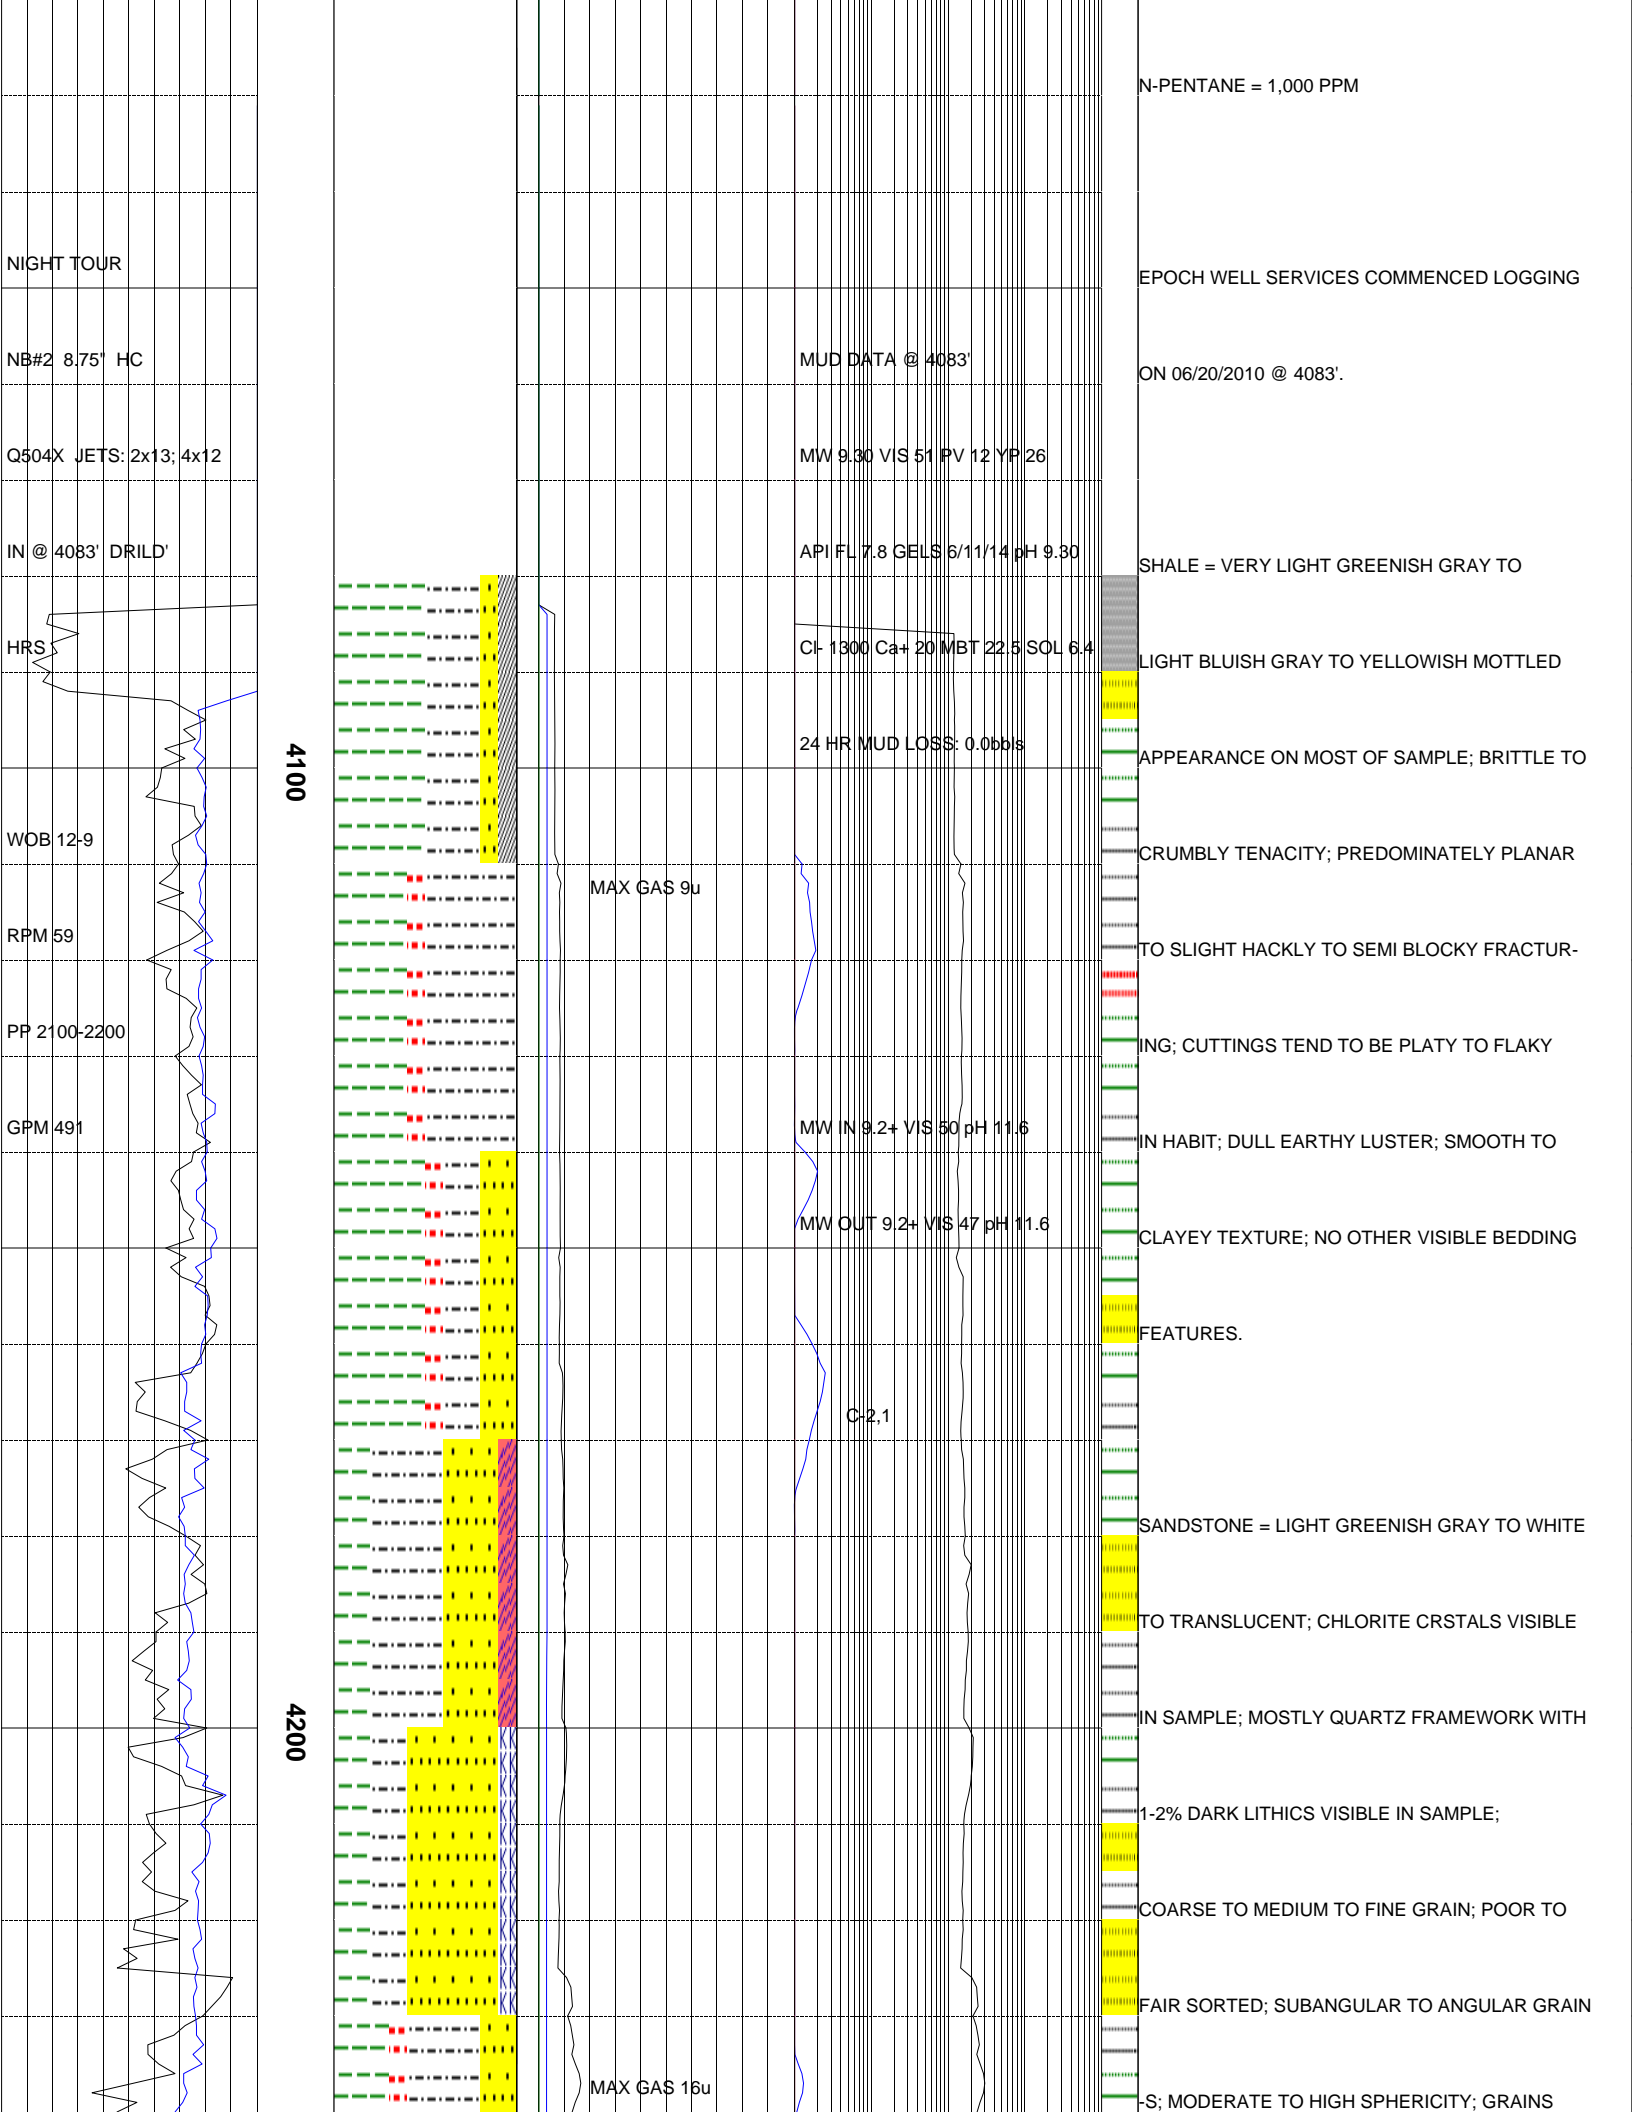 N-PENTANE = 1,000 PPM
NIGHT TOUR
EPOCH WELL SERVICES COMMENCED LOGGING
NB#2 8.75" HC
MUD DATA @ 4083'
ON 06/20/2010 @ 4083'.
Q504X JETS: 2x13; 4x12
MW 9.30 VIS 51 PV 12 YP 26
IN @ 4083' DRILD'
API FL 7.8 GELS 6/11/14 pH 9.30
SHALE = VERY LIGHT GREENISH GRAY TO
HRS
Cl- 1300 Ca+ 20 MBT 22.5 SOL 6.4
LIGHT BLUISH GRAY TO YELLOWISH MOTTLED
24 HR MUD LOSS: 0.0bbls
4100
APPEARANCE ON MOST OF SAMPLE; BRITTLE TO
WOB 12-9
CRUMBLY TENACITY; PREDOMINATELY PLANAR
MAX GAS 9u
RPM 59
TO SLIGHT HACKLY TO SEMI BLOCKY FRACTUR-
PP 2100-2200
ING; CUTTINGS TEND TO BE PLATY TO FLAKY
GPM 491
MW IN 9.2+ VIS 50 pH 11.6
IN HABIT; DULL EARTHY LUSTER; SMOOTH TO
MW OUT 9.2+ VIS 47 pH 11.6
CLAYEY TEXTURE; NO OTHER VISIBLE BEDDING
FEATURES.
C-2,1
SANDSTONE = LIGHT GREENISH GRAY TO WHITE
TO TRANSLUCENT; CHLORITE CRSTALS VISIBLE
4200
IN SAMPLE; MOSTLY QUARTZ FRAMEWORK WITH
1-2% DARK LITHICS VISIBLE IN SAMPLE;
COARSE TO MEDIUM TO FINE GRAIN; POOR TO
FAIR SORTED; SUBANGULAR TO ANGULAR GRAIN
MAX GAS 16u
-S; MODERATE TO HIGH SPHERICITY; GRAINS